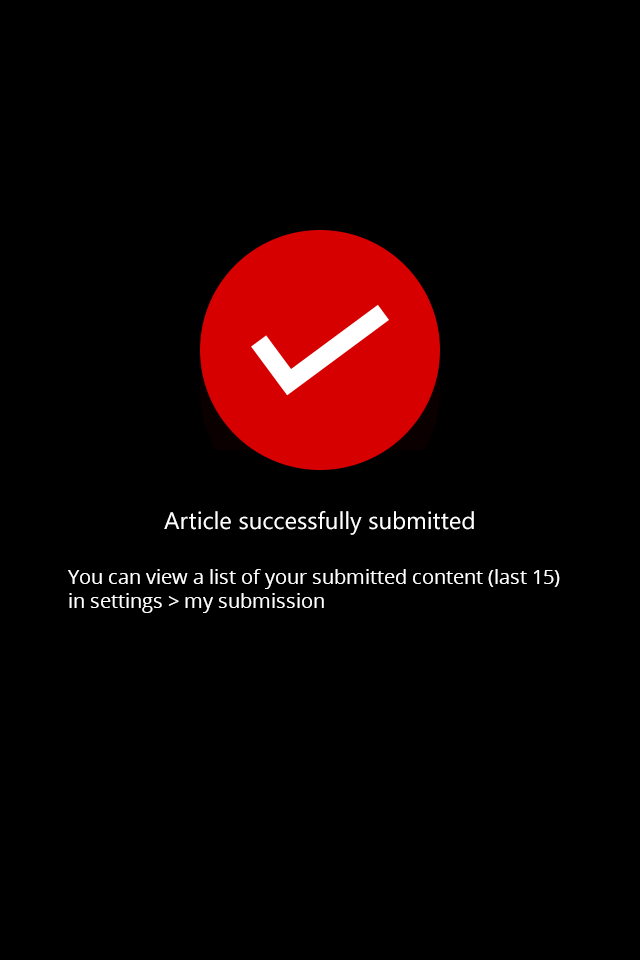 Article successfully submitted
You can view a list of your submitted content (last 15)
in settings > my submission